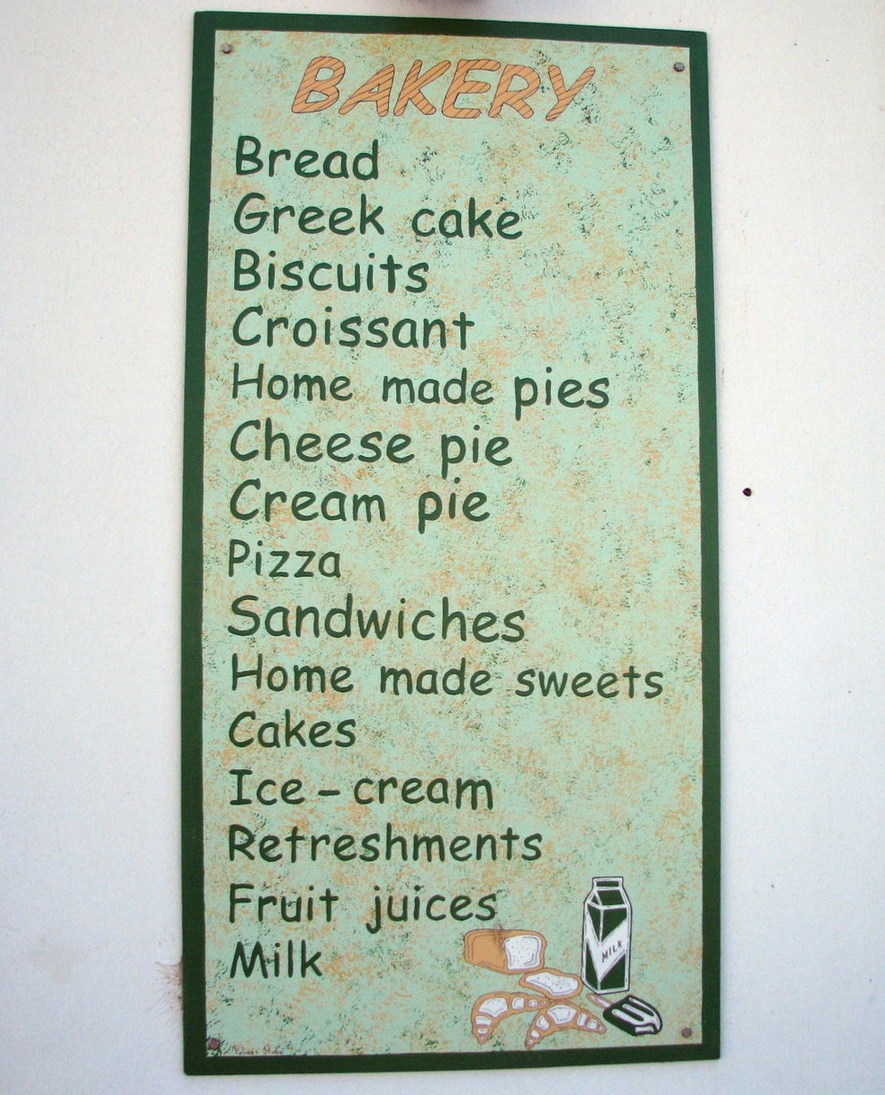 BAKERY
Bread
Greek cake
Biscuits
Croissant
Home made pies
Cheese pie
Cream pie
Pizza
Sandwiches
Home made sweets
Cakes
Ice-cream
Refreshments
Fruit juices
Milk
MILK